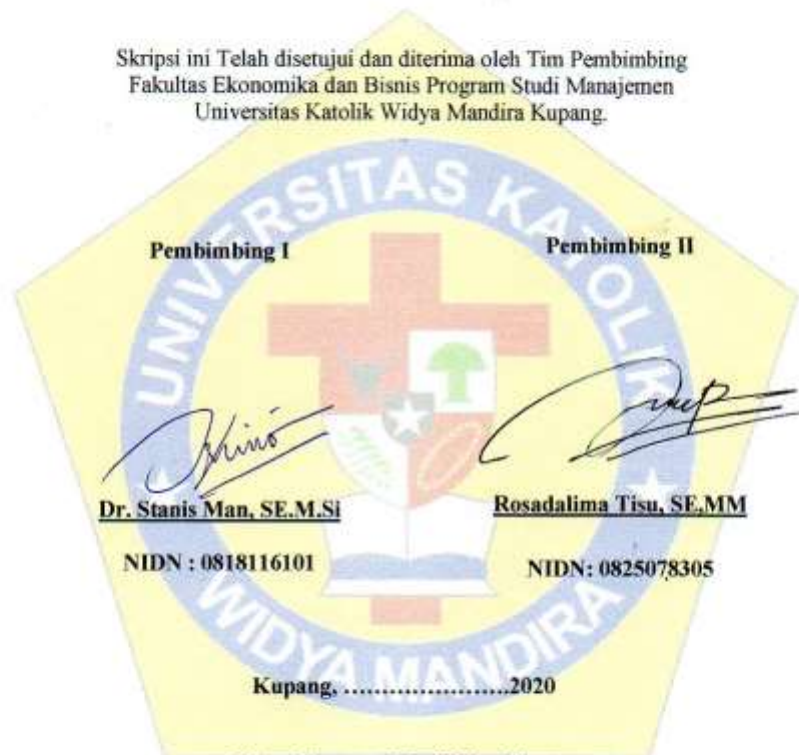 Skripsi ini Telah disetujui dan diterima oleh Tim Pembimbing
Fakultas Ekonomika dan Bisnis Program Studi Manajemen
Universitas Katolik Widya Mandira Kupang.
UNIVERSITAS KATOLIK
Pembimbing I
Pembimbing II
Dr. Stanis Man, SE.M.Si
Rosadalima Tisu, SE.MM
NIDN : 0818116101
NIDN: 0825078305
WIDYA MANDIRA
Kupang, ......................2020